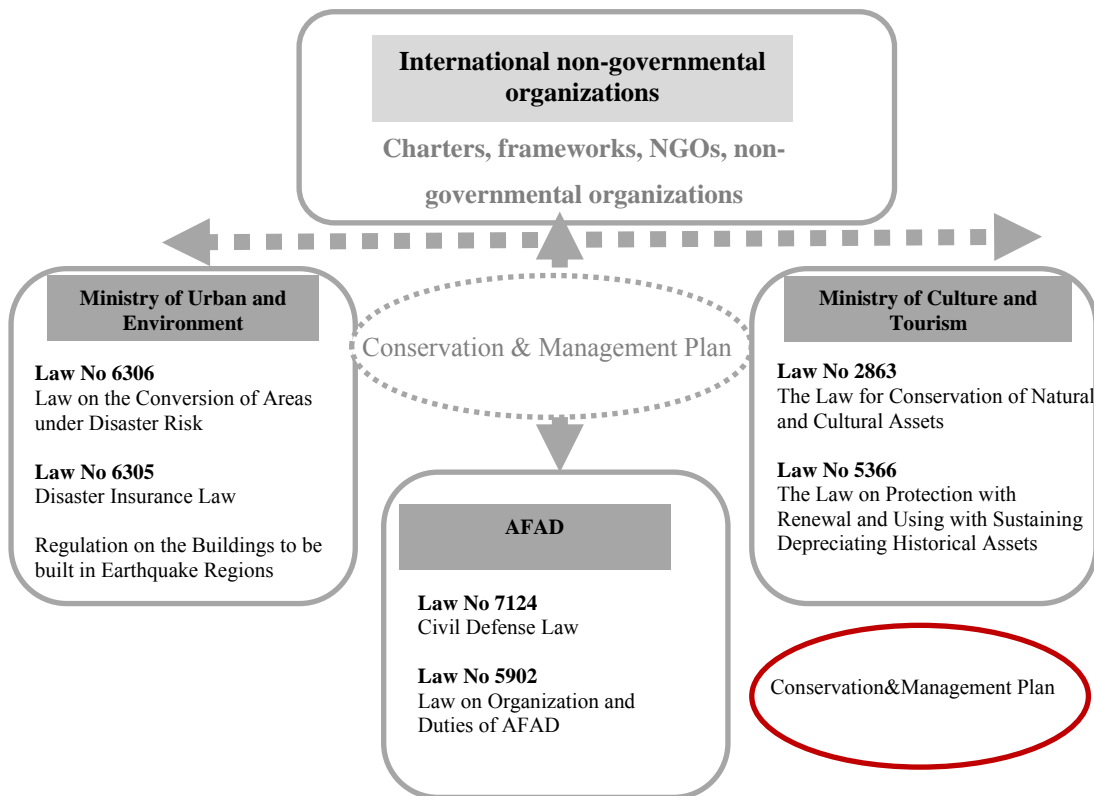 International non-governmental
organizations
Charters, frameworks, NGOs, non-
governmental organizations
Ministry of Urban and
Environment
Law No 6306
Law on the Conversion of Areas
under Disaster Risk
Law No 6305
Disaster Insurance Law
Regulation on the Buildings to be
built in Earthquake Regions
Conservation & Management Plan
Ministry of Culture and
Tourism
Law No 2863
The Law for Conservation of Natural
and Cultural Assets
Law No 5366
The Law on Protection with
Renewal and Using with Sustaining
Depreciating Historical Assets
AFAD
Law No 7124
Civil Defense Law
Law No 5902
Law on Organization and
Duties of AFAD
Conservation&Management Plan